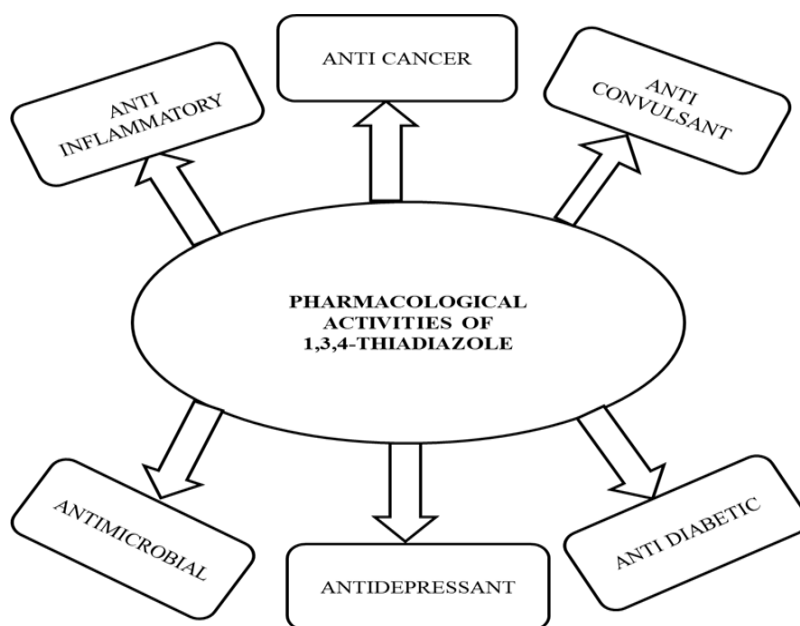 ANTI
INFLAMMATORY
ANTI CANCER
ANTI
CONVULSANT
PHARMACOLOGICAL
ACTIVITIES OF
1,3,4-THIADIAZOLE
ANTIMICROBIAL
ANTIDEPRESSANT
ANTI DIABETIC